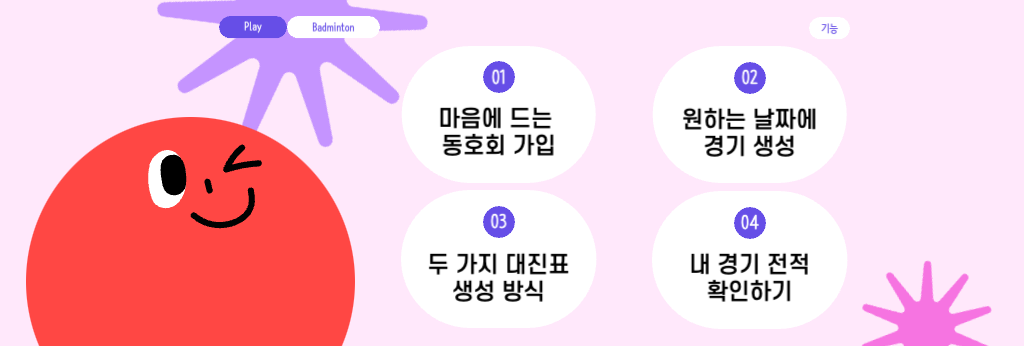 Play
Badminton
기능
01
마음에 드는
동호회 가입
02
원하는 날짜에
경기 생성
03
두 가지 대진표
생성 방식
04
내 경기 전적
확인하기